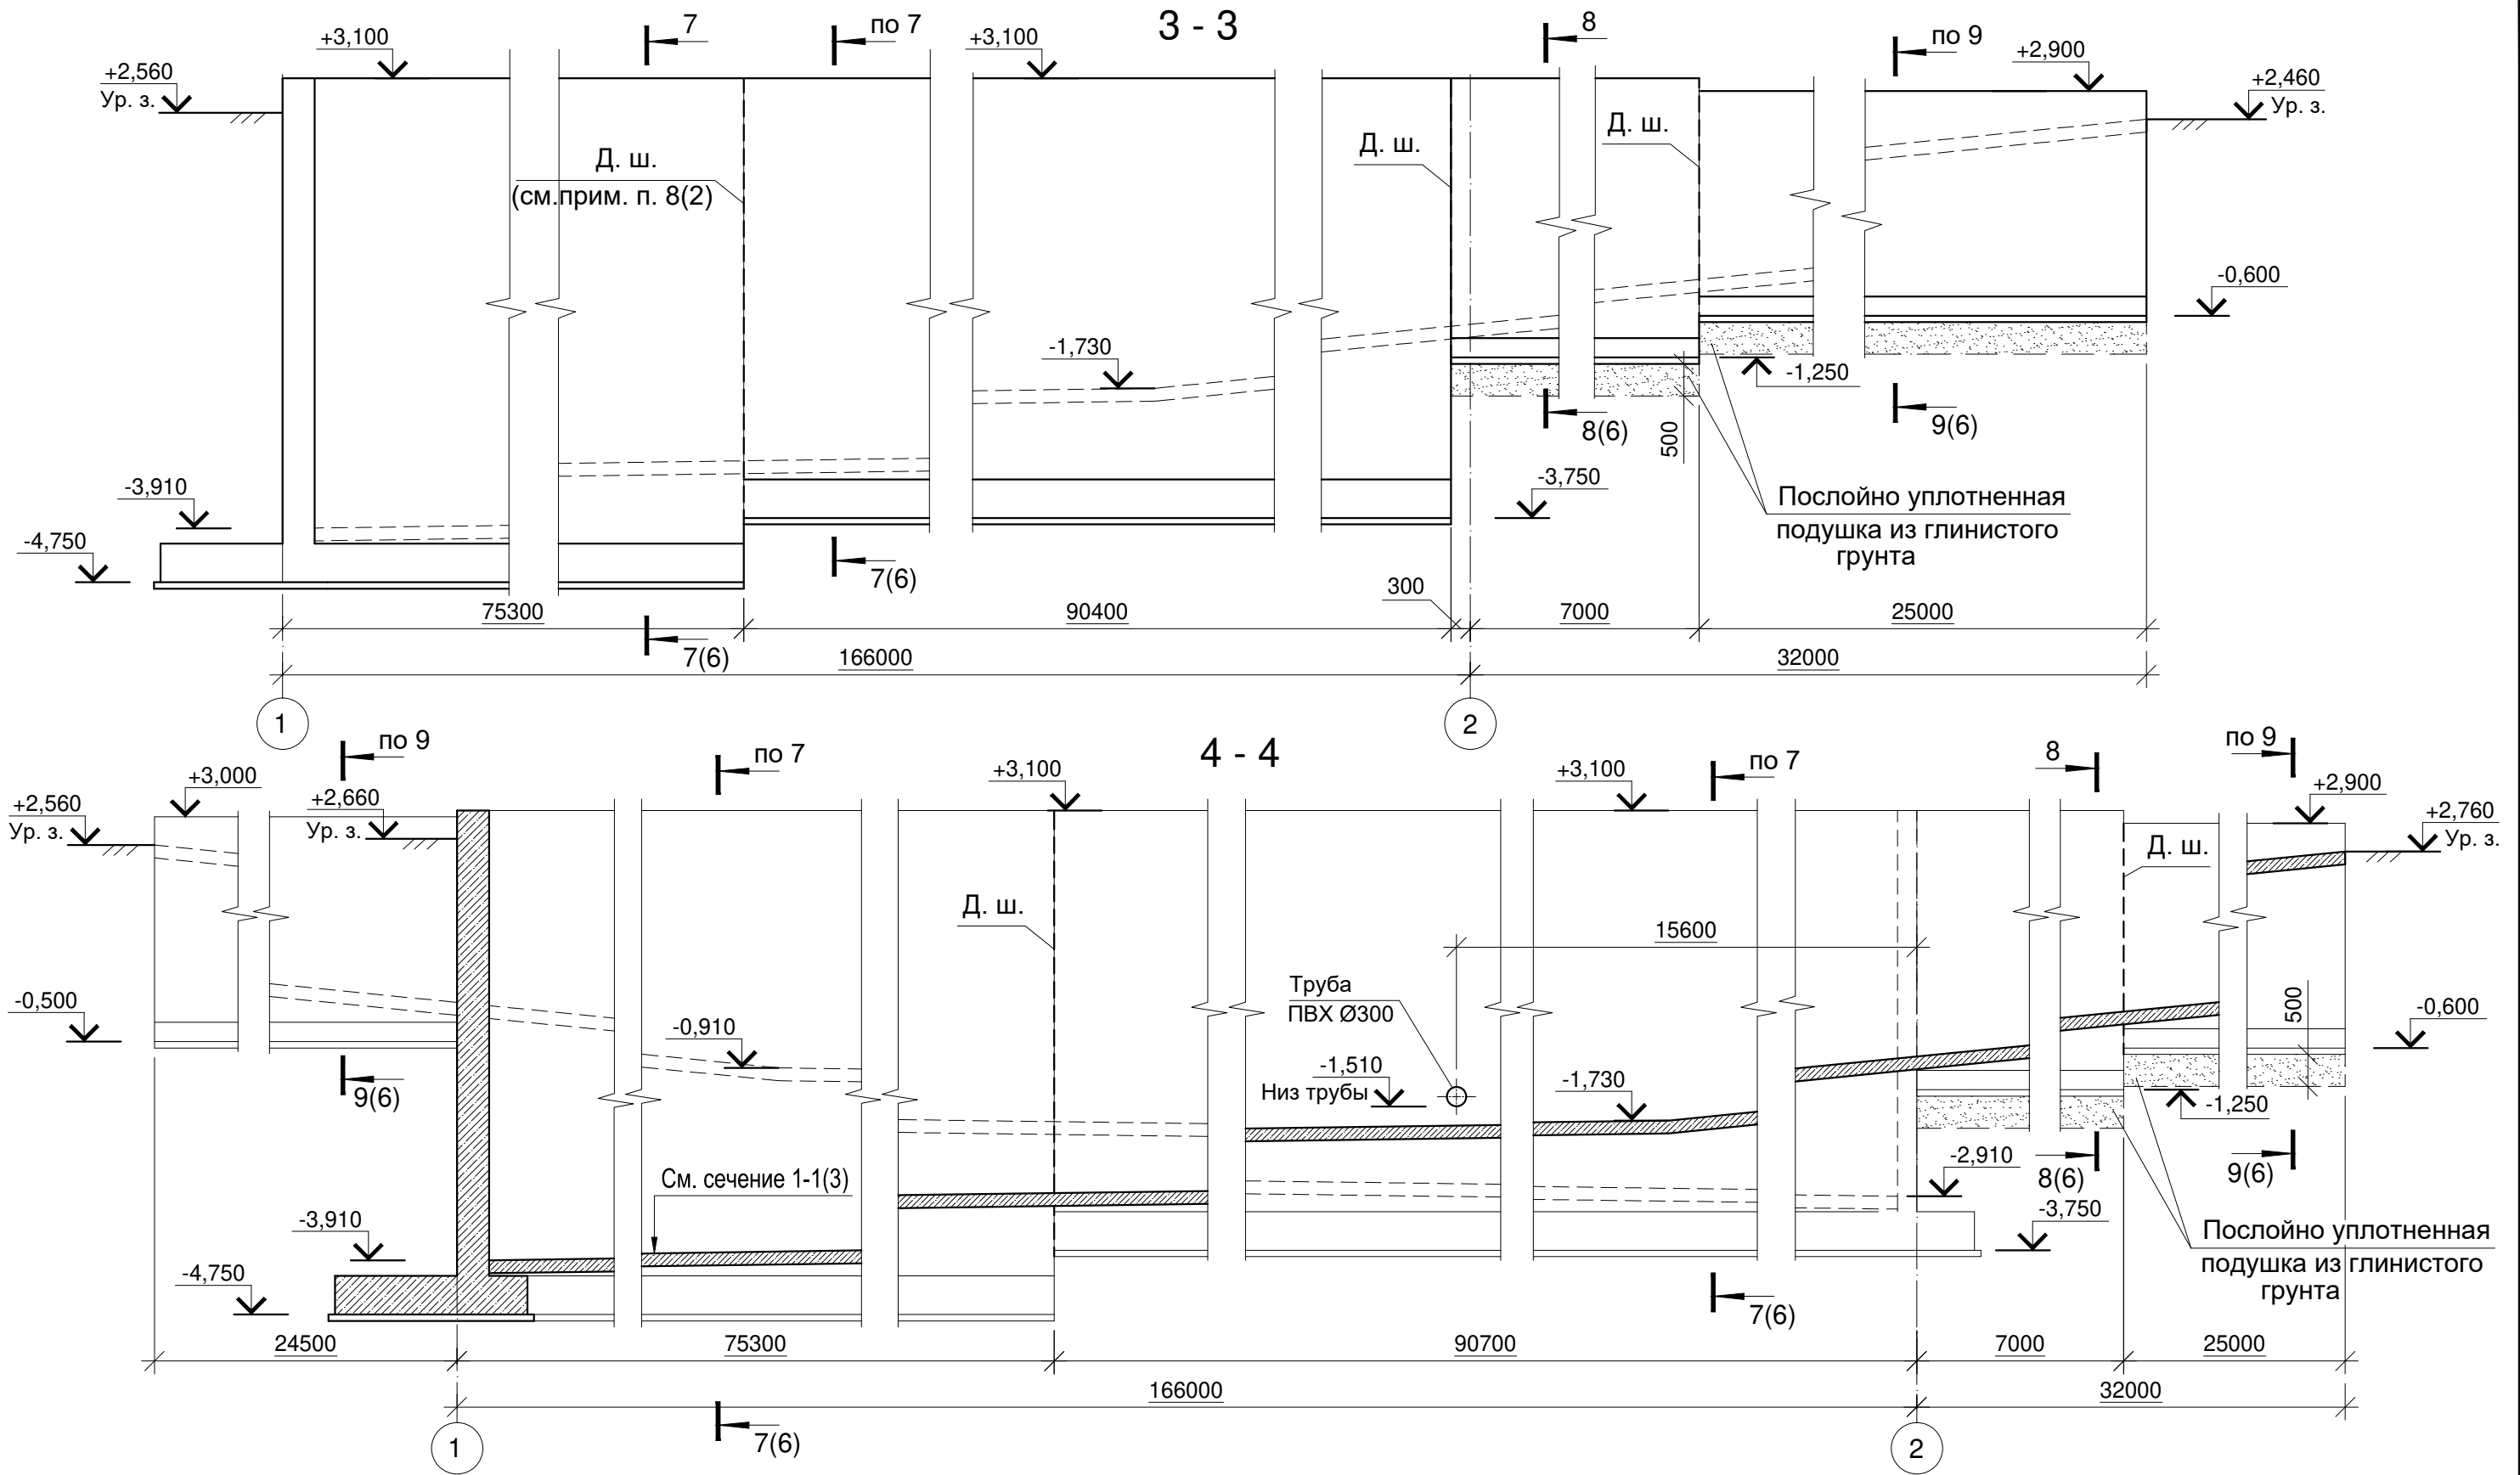 3 - 3
7
по 7
8
по 9
+3,100
+3,100
+2,900
+2,560
Ур. з.
+2,460
Ур. з.
Д. ш.
(см.прим. п. 8(2)
Д. ш.
Д. ш.
-0,600
-1,730
-1,250
8(6)
9(6)
500
-3,910
-3,750
-4,750
Послойно уплотненная
подушка из глинистого
грунта
7(6)
300
75300
90400
7000
25000
7(6)
166000
32000
1
2
4 - 4
по 9
по 7
по 7
8
по 9
+3,000
+3,100
+3,100
+2,900
+2,560
Ур. з.
+2,660
Ур. з.
+2,760
Ур. з.
Д. ш.
Д. ш.
15600
Труба
ПВХ Ø300
-0,500
-0,910
500
-0,600
-1,510
Низ трубы
-1,730
-1,250
9(6)
-2,910
8(6)
9(6)
См. сечение 1-1(3)
-3,910
-3,750
Послойно уплотненная
подушка из глинистого
грунта
-4,750
7(6)
24500
75300
90700
7000
25000
166000
32000
7(6)
1
2